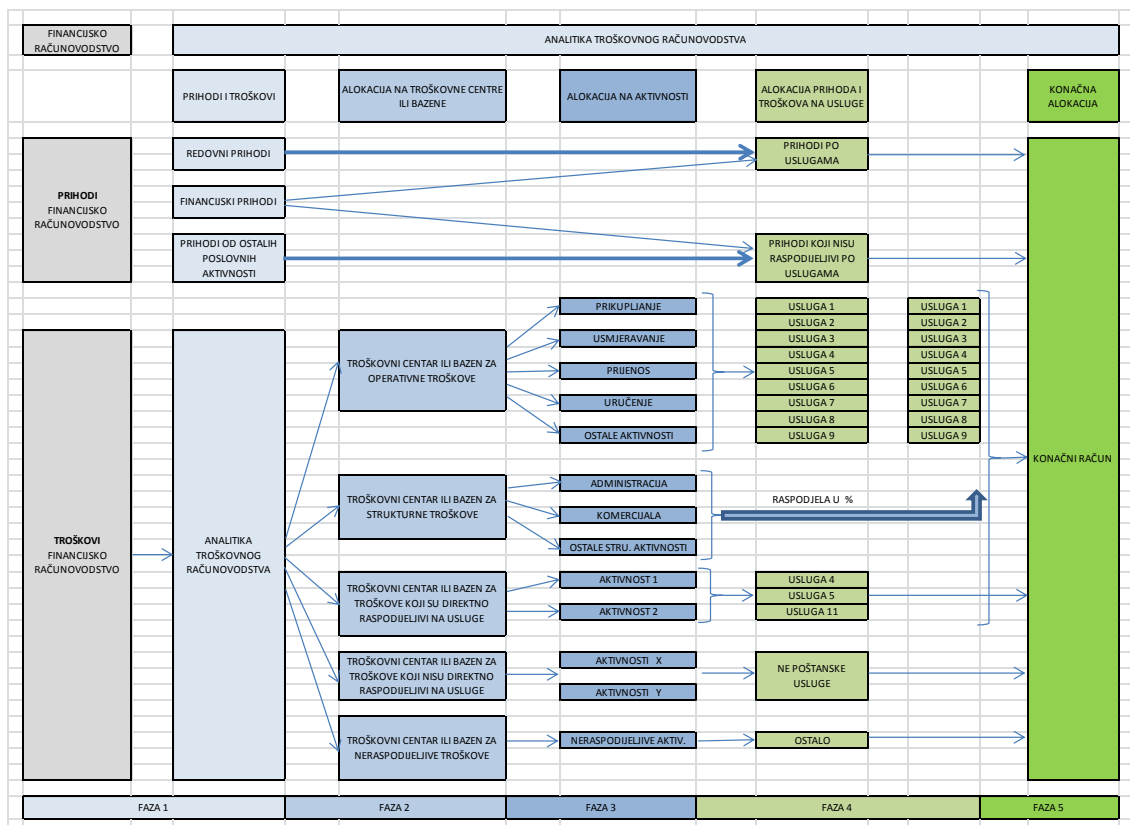 FINANCIJSKO
RAČUNOVODSTVO
ANALITIKA TROŠKOVNOG RAČUNOVODSTVA
PRIHODI I TROŠKOVI
ALOKACIJA NA TROŠKOVNE CENTRE
ILI BAZENE
ALOKACIJA NA AKTIVNOSTI
ALOKACIJA PRIHODA I
TROŠKOVA NA USLUGE
KONAČNA
ALOKACIJA
PRIHODI
FINANCIJSKO
RAČUNOVODSTVO
REDOVNI PRIHODI
FINANCIJSKI PRIHODI
PRIHODI OD OSTALIH
POSLOVNIH
AKTIVNOSTI
PRIHODI PO
USLUGAMA
PRIHODI KOJI NISU
RASPODIJELJIVI PO
USLUGAMA
TROŠKOVI
FINANCIJSKO
RAČUNOVODSTVO
ANALITIKA
TROŠKOVNOG
RAČUNOVODSTVA
TROŠKOVNI CENTAR ILI BAZEN ZA
OPERATIVNE TROŠKOVE
PRIKUPLJANJE
USMJERAVANJE
PRIJENOS
URUČENJE
OSTALE AKTIVNOSTI
USLUGA 1
USLUGA 2
USLUGA 3
USLUGA 4
USLUGA 5
USLUGA 6
USLUGA 7
USLUGA 8
USLUGA 9
USLUGA 1
USLUGA 2
USLUGA 3
USLUGA 4
USLUGA 5
USLUGA 6
USLUGA 7
USLUGA 8
USLUGA 9
KONAČNI RAČUN
TROŠKOVNI CENTAR ILI BAZEN ZA
STRUKTURNE TROŠKOVE
ADMINISTRACIJA
KOMERCIJALA
OSTALE STRU. AKTIVNOSTI
RASPODJELA U %
TROŠKOVNI CENTAR ILI BAZEN ZA
TROŠKOVE KOJI SU DIREKTNO
RASPODIJELJIVI NA USLUGE
AKTIVNOST 1
AKTIVNOST 2
USLUGA 4
USLUGA 5
USLUGA 11
TROŠKOVNI CENTAR ILI BAZEN ZA
TROŠKOVE KOJI NISU DIREKTNO
RASPODIJELJIVI NA USLUGE
AKTIVNOSTI X
AKTIVNOSTI Y
NE POŠTANSKE
USLUGE
TROŠKOVNI CENTAR ILI BAZEN ZA
NERASPODIJELJIVE TROŠKOVE
NERASPODIJELJIVE AKTIV.
OSTALO
FAZA 1
FAZA 2
FAZA 3
FAZA 4
FAZA 5